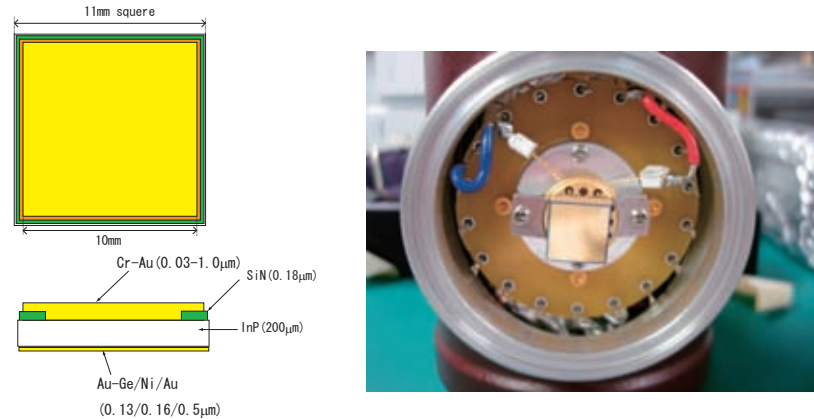 11mm squere
10mm
Cr-Au(0.03-1.0μm)
SiN(0.18μm)
InP(200μm)
Au-Ge/Ni/Au
(0.13/0.16/0.5μm)